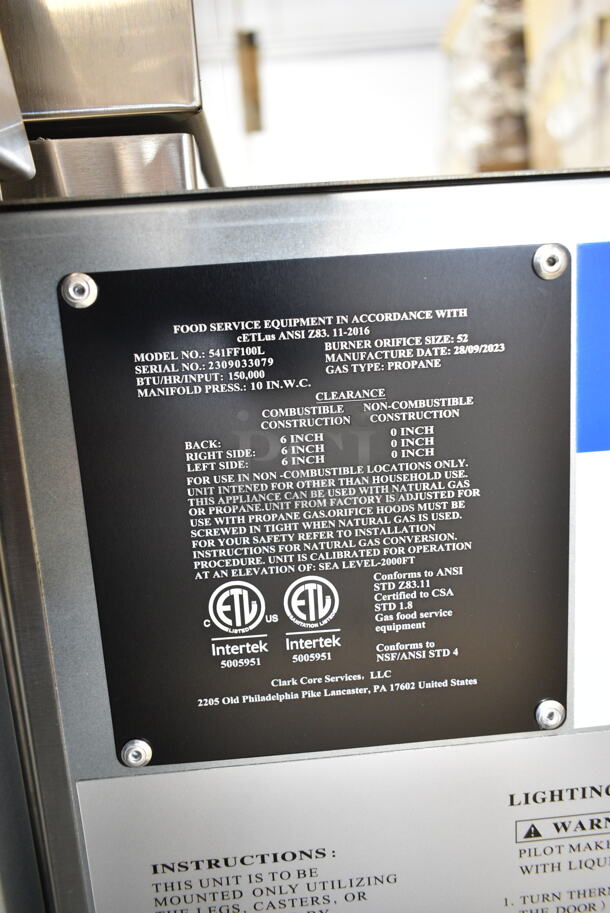 FOOD SERVICE EQUIPMENT IN ACCORDANCE WITH
cETLus ANSI Z83. 11-2016
MODEL NO.: 541FF100L
BURNER ORIFICE SIZE: 52
SERIAL NO.: 2309033079
MANUFACTURE DATE: 28/09/2023
BTU/HR/INPUT: 150,000
GAS TYPE: PROPANE
MANIFOLD PRESS.: 10 IN.W.C.
CLEARANCE
COMBUSTIBLE NON-COMBUSTIBLE
CONSTRUCTION CONSTRUCTION
BACK: 6 INCH 0 INCH
RIGHT SIDE: 6 INCH 0 INCH
LEFT SIDE: 6 INCH 0 INCH
FOR USE IN NON -COMBUSTIBLE LOCATIONS ONLY.
UNIT INTENED FOR OTHER THAN HOUSEHOLD USE.
THIS APPLIANCE CAN BE USED WITH NATURAL GAS
OR PROPANE.UNIT FROM FACTORY IS ADJUSTED FOR
USE WITH PROPANE GAS.ORIFICE HOODS MUST BE
SCREWED IN TIGHT WHEN NATURAL GAS IS USED.
FOR YOUR SAFETY REFER TO INSTALLATION
INSTRUCTIONS FOR NATURAL GAS CONVERSION.
PROCEDURE. UNIT IS CALIBRATED FOR OPERATION
AT AN ELEVATION OF: SEA LEVEL-2000FT
C ETL LISTED US
Intertek
5005951
ETL SANITATION LISTED
Intertek
5005951
Conforms to ANSI
STD Z83.11
Certified to CSA
STD 1.8
Gas food service
equipment
Conforms to
NSF/ANSI STD 4
Clark Core Services, LLC
2205 Old Philadelphia Pike Lancaster, PA 17602 United States
INSTRUCTIONS:
THIS UNIT IS TO BE
MOUNTED ONLY UTILIZING
THE LEGS, CASTERS, OR
LIGHTING
WARN
PILOT MAKE
WITH LIQU
1. TURN THERM
THE DOOR)